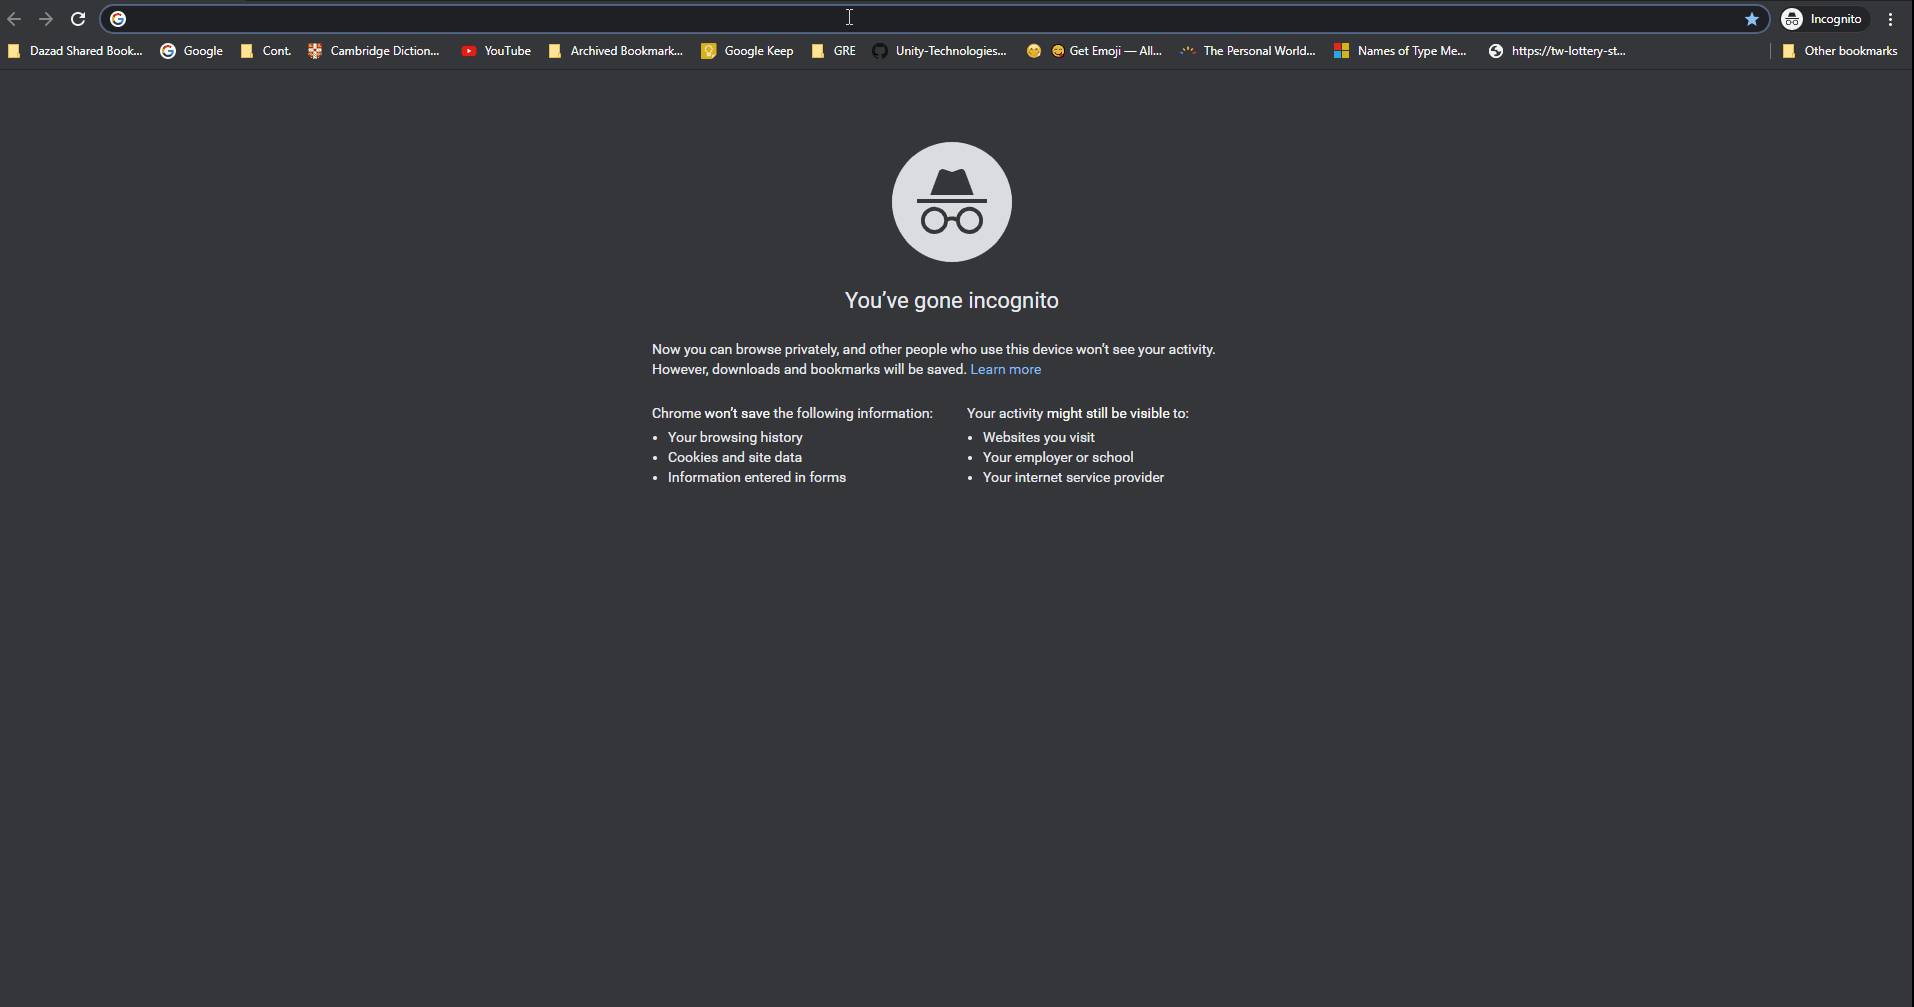 Incognito
Dazad Shared Book... Google Cont. Cambridge Diction... YouTube Archived Bookmark... Google Keep GRE Unity-Technologies... 😋 Get Emoji — All... The Personal World... Names of Type Me... https://tw-lottery-st... Other bookmarks
You've gone incognito
Now you can browse privately, and other people who use this device won't see your activity.
However, downloads and bookmarks will be saved. Learn more
Chrome won't save the following information:
Your browsing history
Cookies and site data
Information entered in forms
Your activity might still be visible to:
Websites you visit
Your employer or school
Your internet service provider